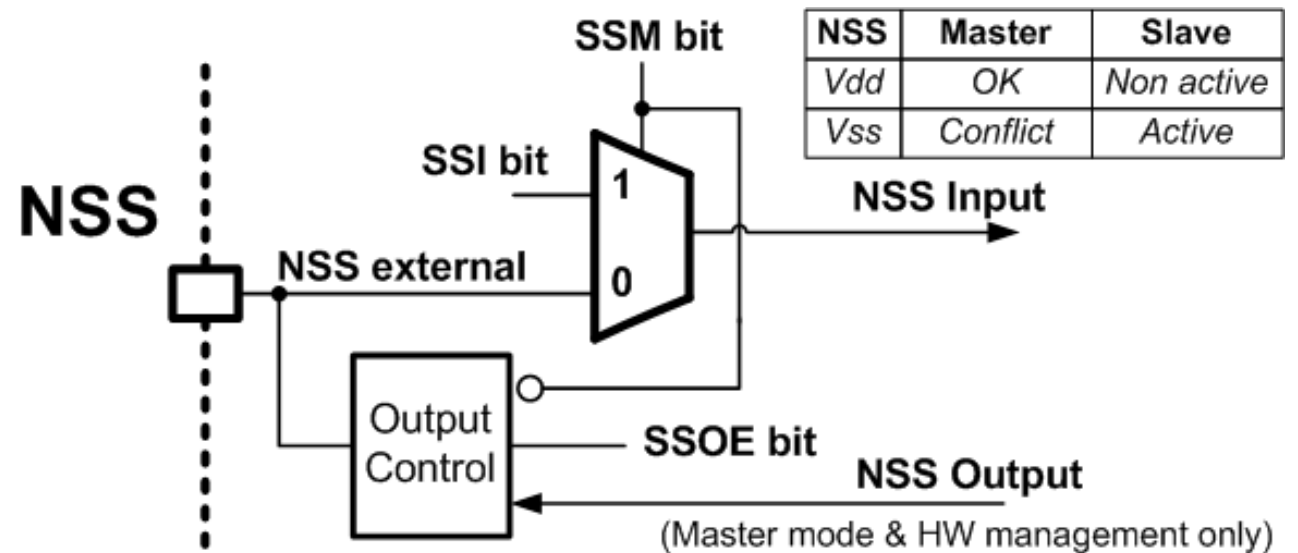 SSM bit
NSS Master Slave
Vdd OK Non active
Vss Conflict Active
SSI bit
1
NSS Input
NSS
NSS external
0
Output
Control
SSOE bit
NSS Output
(Master mode & HW management only)